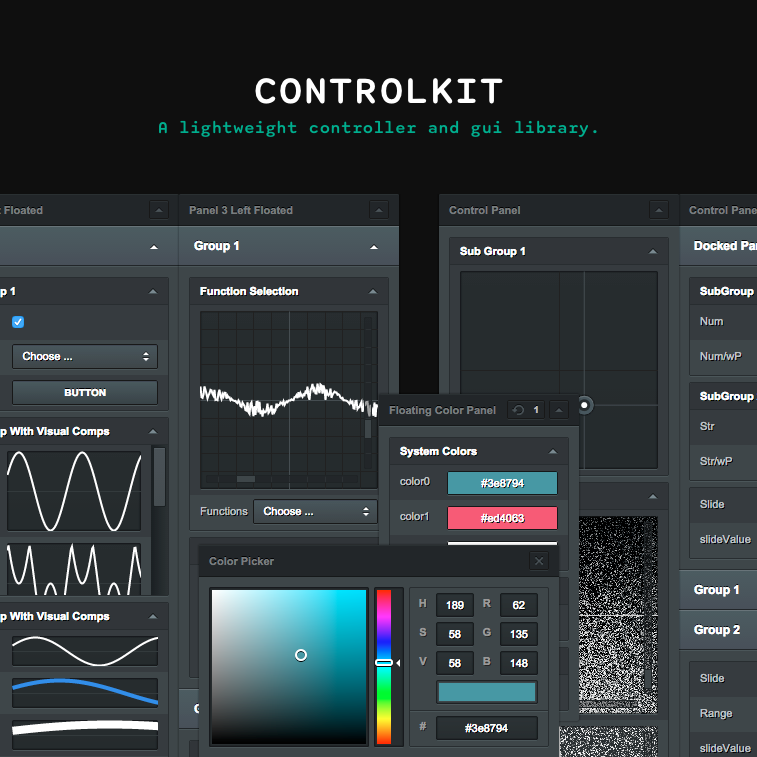 CONTROLKIT
A lightweight controller and gui library.
Floated
Panel 3 Left Floated
Control Panel
Control Pane
Group 1
Sub Group 1
Docked Pa
p 1
Function Selection
SubGroup
Num
Choose ...
Num/wP
BUTTON
SubGroup
Floating Color Panel
1
Str
p With Visual Comps
System Colors
Str/wP
color0
#3e8794
Slide
Functions
Choose ...
color1
#ed4063
slideValue
Color Picker
Group 1
H
189
R
62
p With Visual Comps
S
58
G
135
Group 2
V
58
B
148
Slide
G
Range
#
#3e8794
slideValue